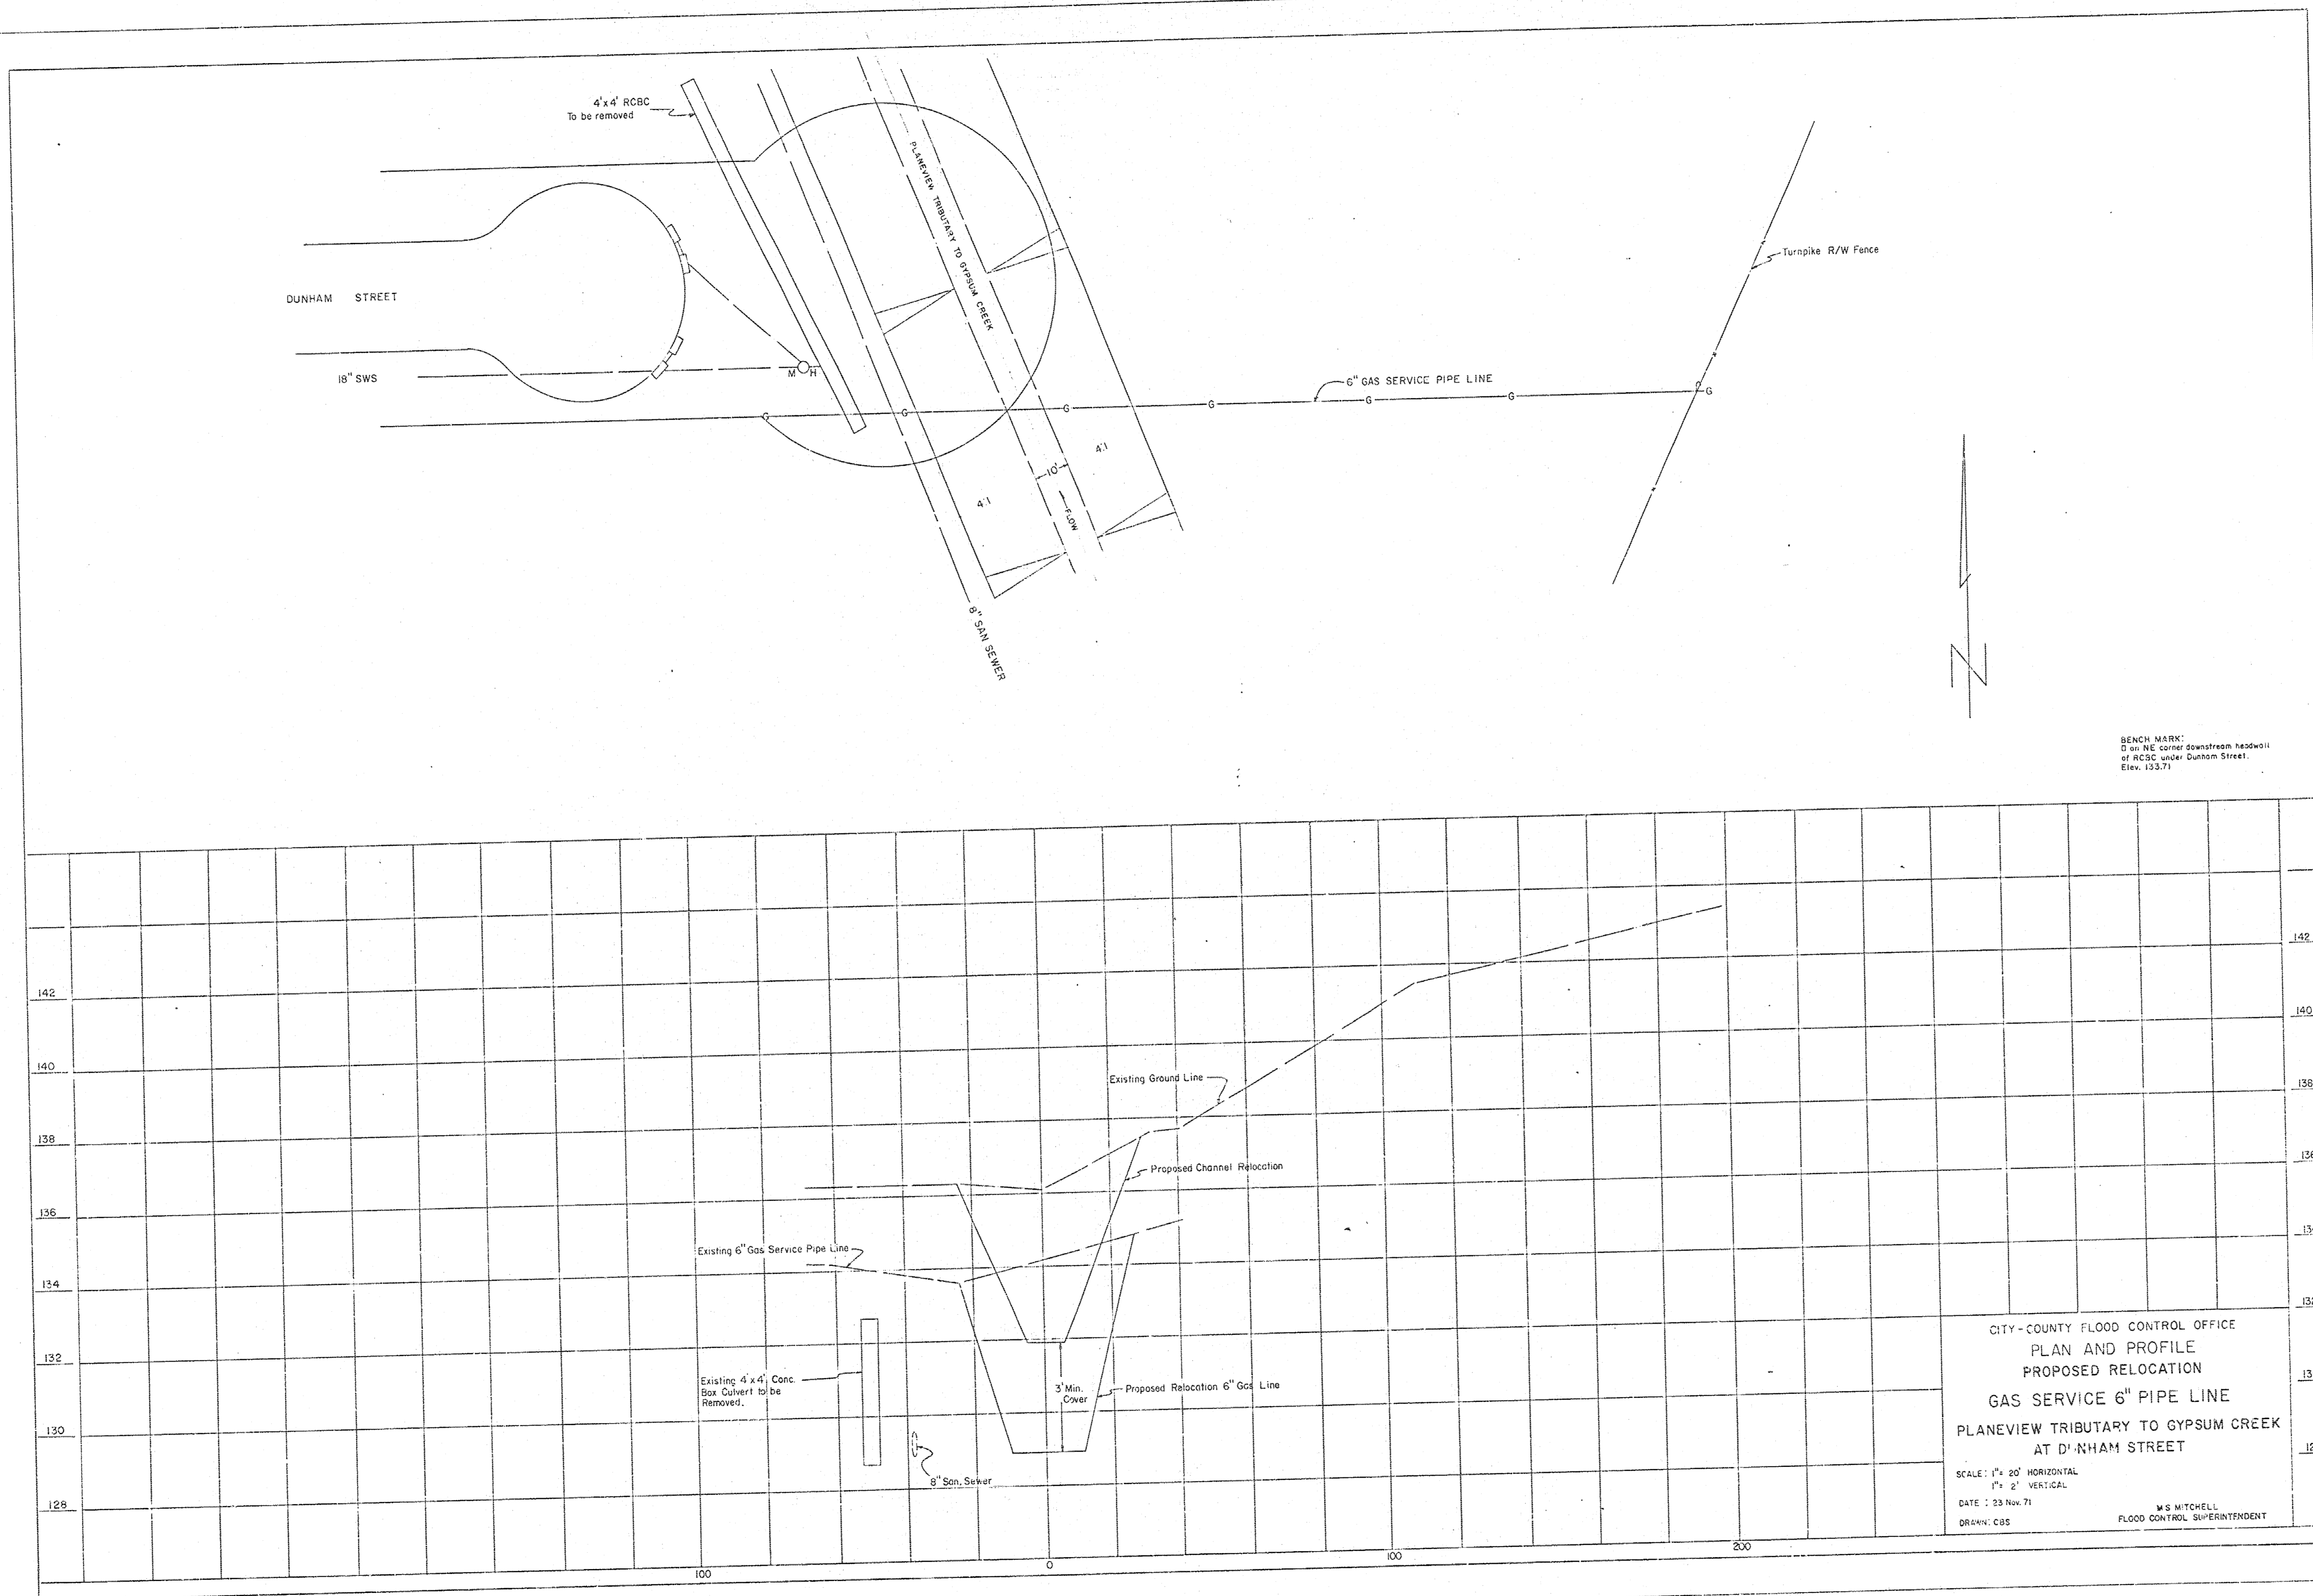 4'x4' RCBC
To be removed
DUNHAM STREET
18" SWS
M H
PLANEVIEW TRIBUTARY TO GYPSUM CREEK
Turnpike R/W Fence
6" GAS SERVICE PIPE LINE
G G G G G G G
4:1
10'
4:1
FLOW
8" SAN SEWER
N
BENCH MARK:
□ on NE corner downstream headwall
of RCBC under Dunham Street.
Elev. 133.71
142
140
138
136
134
132
130
128
142
140
138
Existing Ground Line
Proposed Channel Relocation
Existing 6" Gas Service Pipe Line
Existing 4'x4' Conc.
Box Culvert to be
Removed.
3' Min.
Cover
Proposed Relocation 6" Gas Line
8" San. Sewer
100
0
100
200
CITY-COUNTY FLOOD CONTROL OFFICE
PLAN AND PROFILE
PROPOSED RELOCATION
GAS SERVICE 6" PIPE LINE
PLANEVIEW TRIBUTARY TO GYPSUM CREEK
AT DUNHAM STREET
SCALE: 1"= 20' HORIZONTAL
1"= 2' VERTICAL
DATE : 23 Nov. 71
DRAWN: CBS
M S MITCHELL
FLOOD CONTROL SUPERINTENDENT